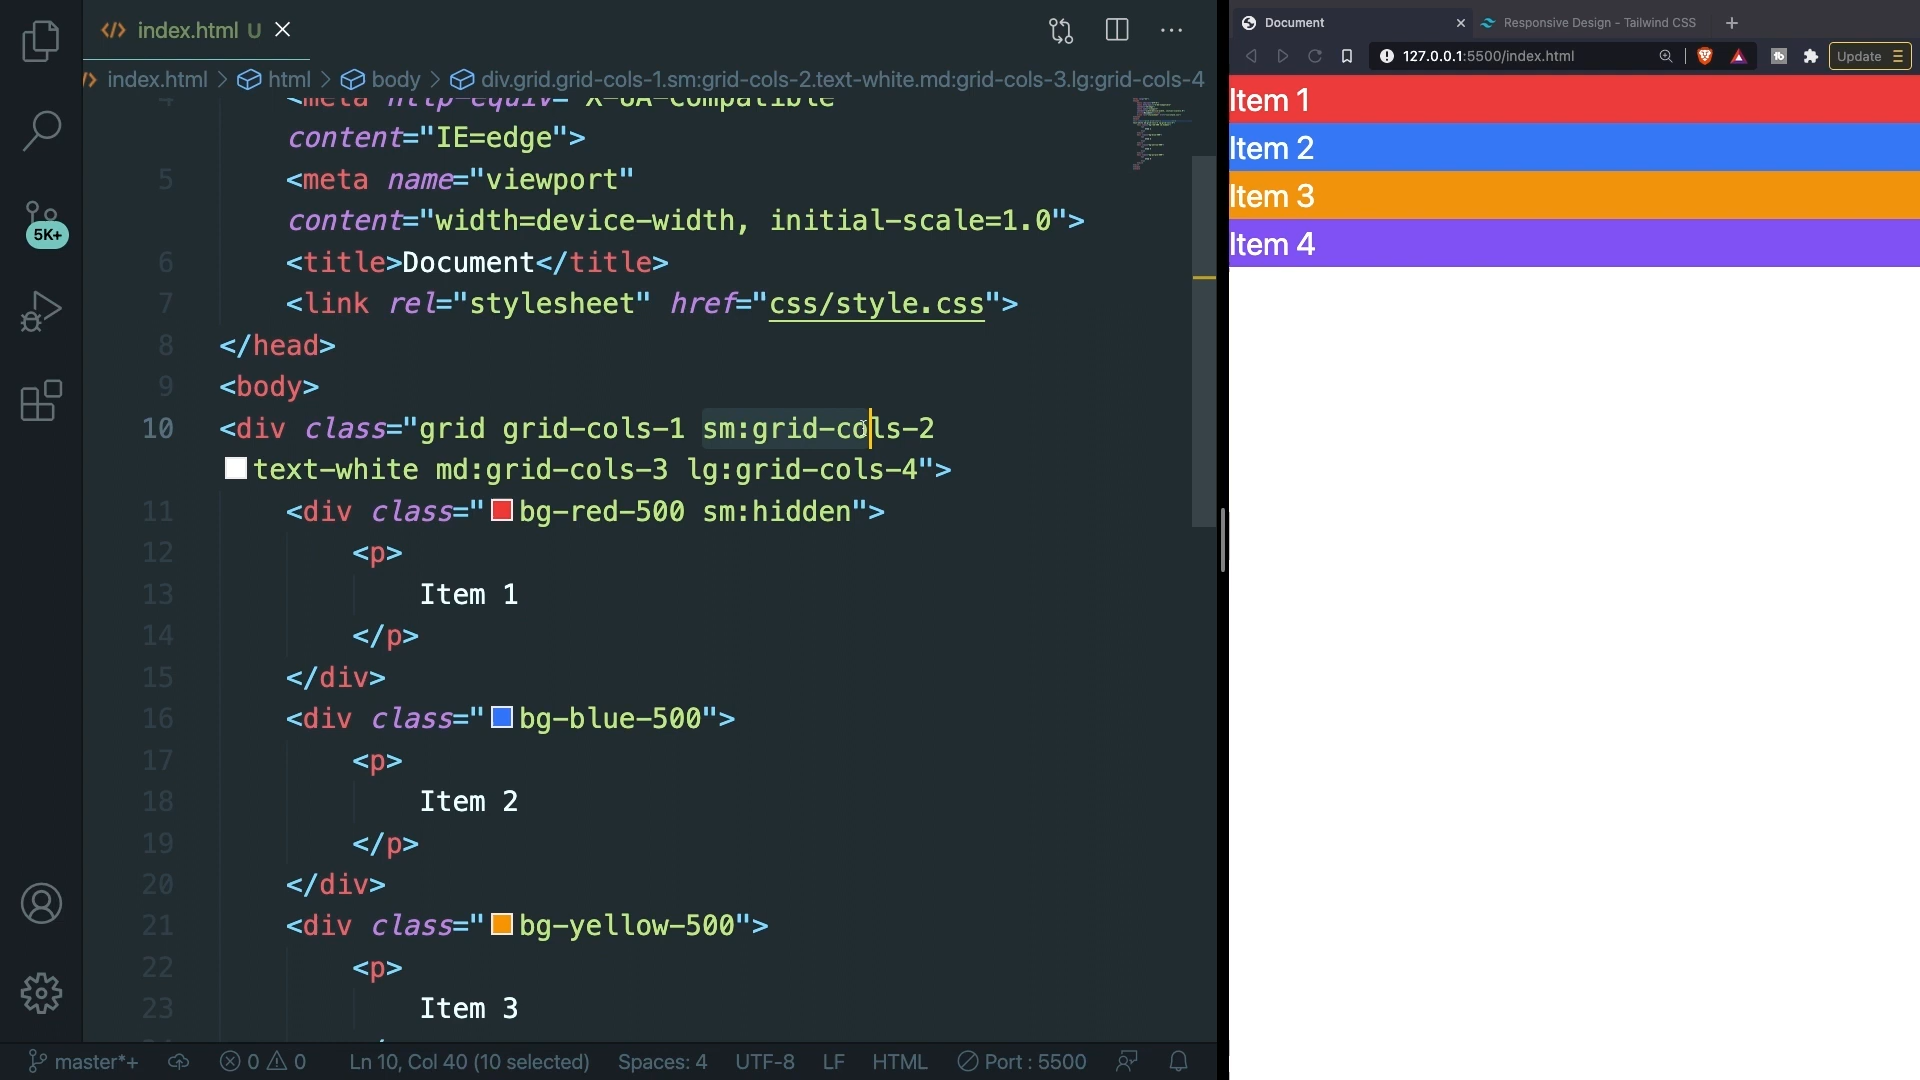 index.html U
index.html > html > body > div.grid.grid-cols-1.sm:grid-cols-2.text-white.md:grid-cols-3.lg:grid-cols-4
4 <meta http-equiv="X-UA-Compatible"
content="IE=edge">
5 <meta name="viewport"
content="width=device-width, initial-scale=1.0">
6 <title>Document</title>
7 <link rel="stylesheet" href="css/style.css">
8 </head>
9 <body>
10 <div class="grid grid-cols-1 sm:grid-cols-2
text-white md:grid-cols-3 lg:grid-cols-4">
11 <div class="bg-red-500 sm:hidden">
12 <p>
13 Item 1
14 </p>
15 </div>
16 <div class="bg-blue-500">
17 <p>
18 Item 2
19 </p>
20 </div>
21 <div class="bg-yellow-500">
22 <p>
23 Item 3
5K+
master*+ 0 0 Ln 10, Col 40 (10 selected) Spaces: 4 UTF-8 LF HTML Port : 5500
Document Responsive Design - Tailwind CSS
127.0.0.1:5500/index.html Update
Item 1
Item 2
Item 3
Item 4